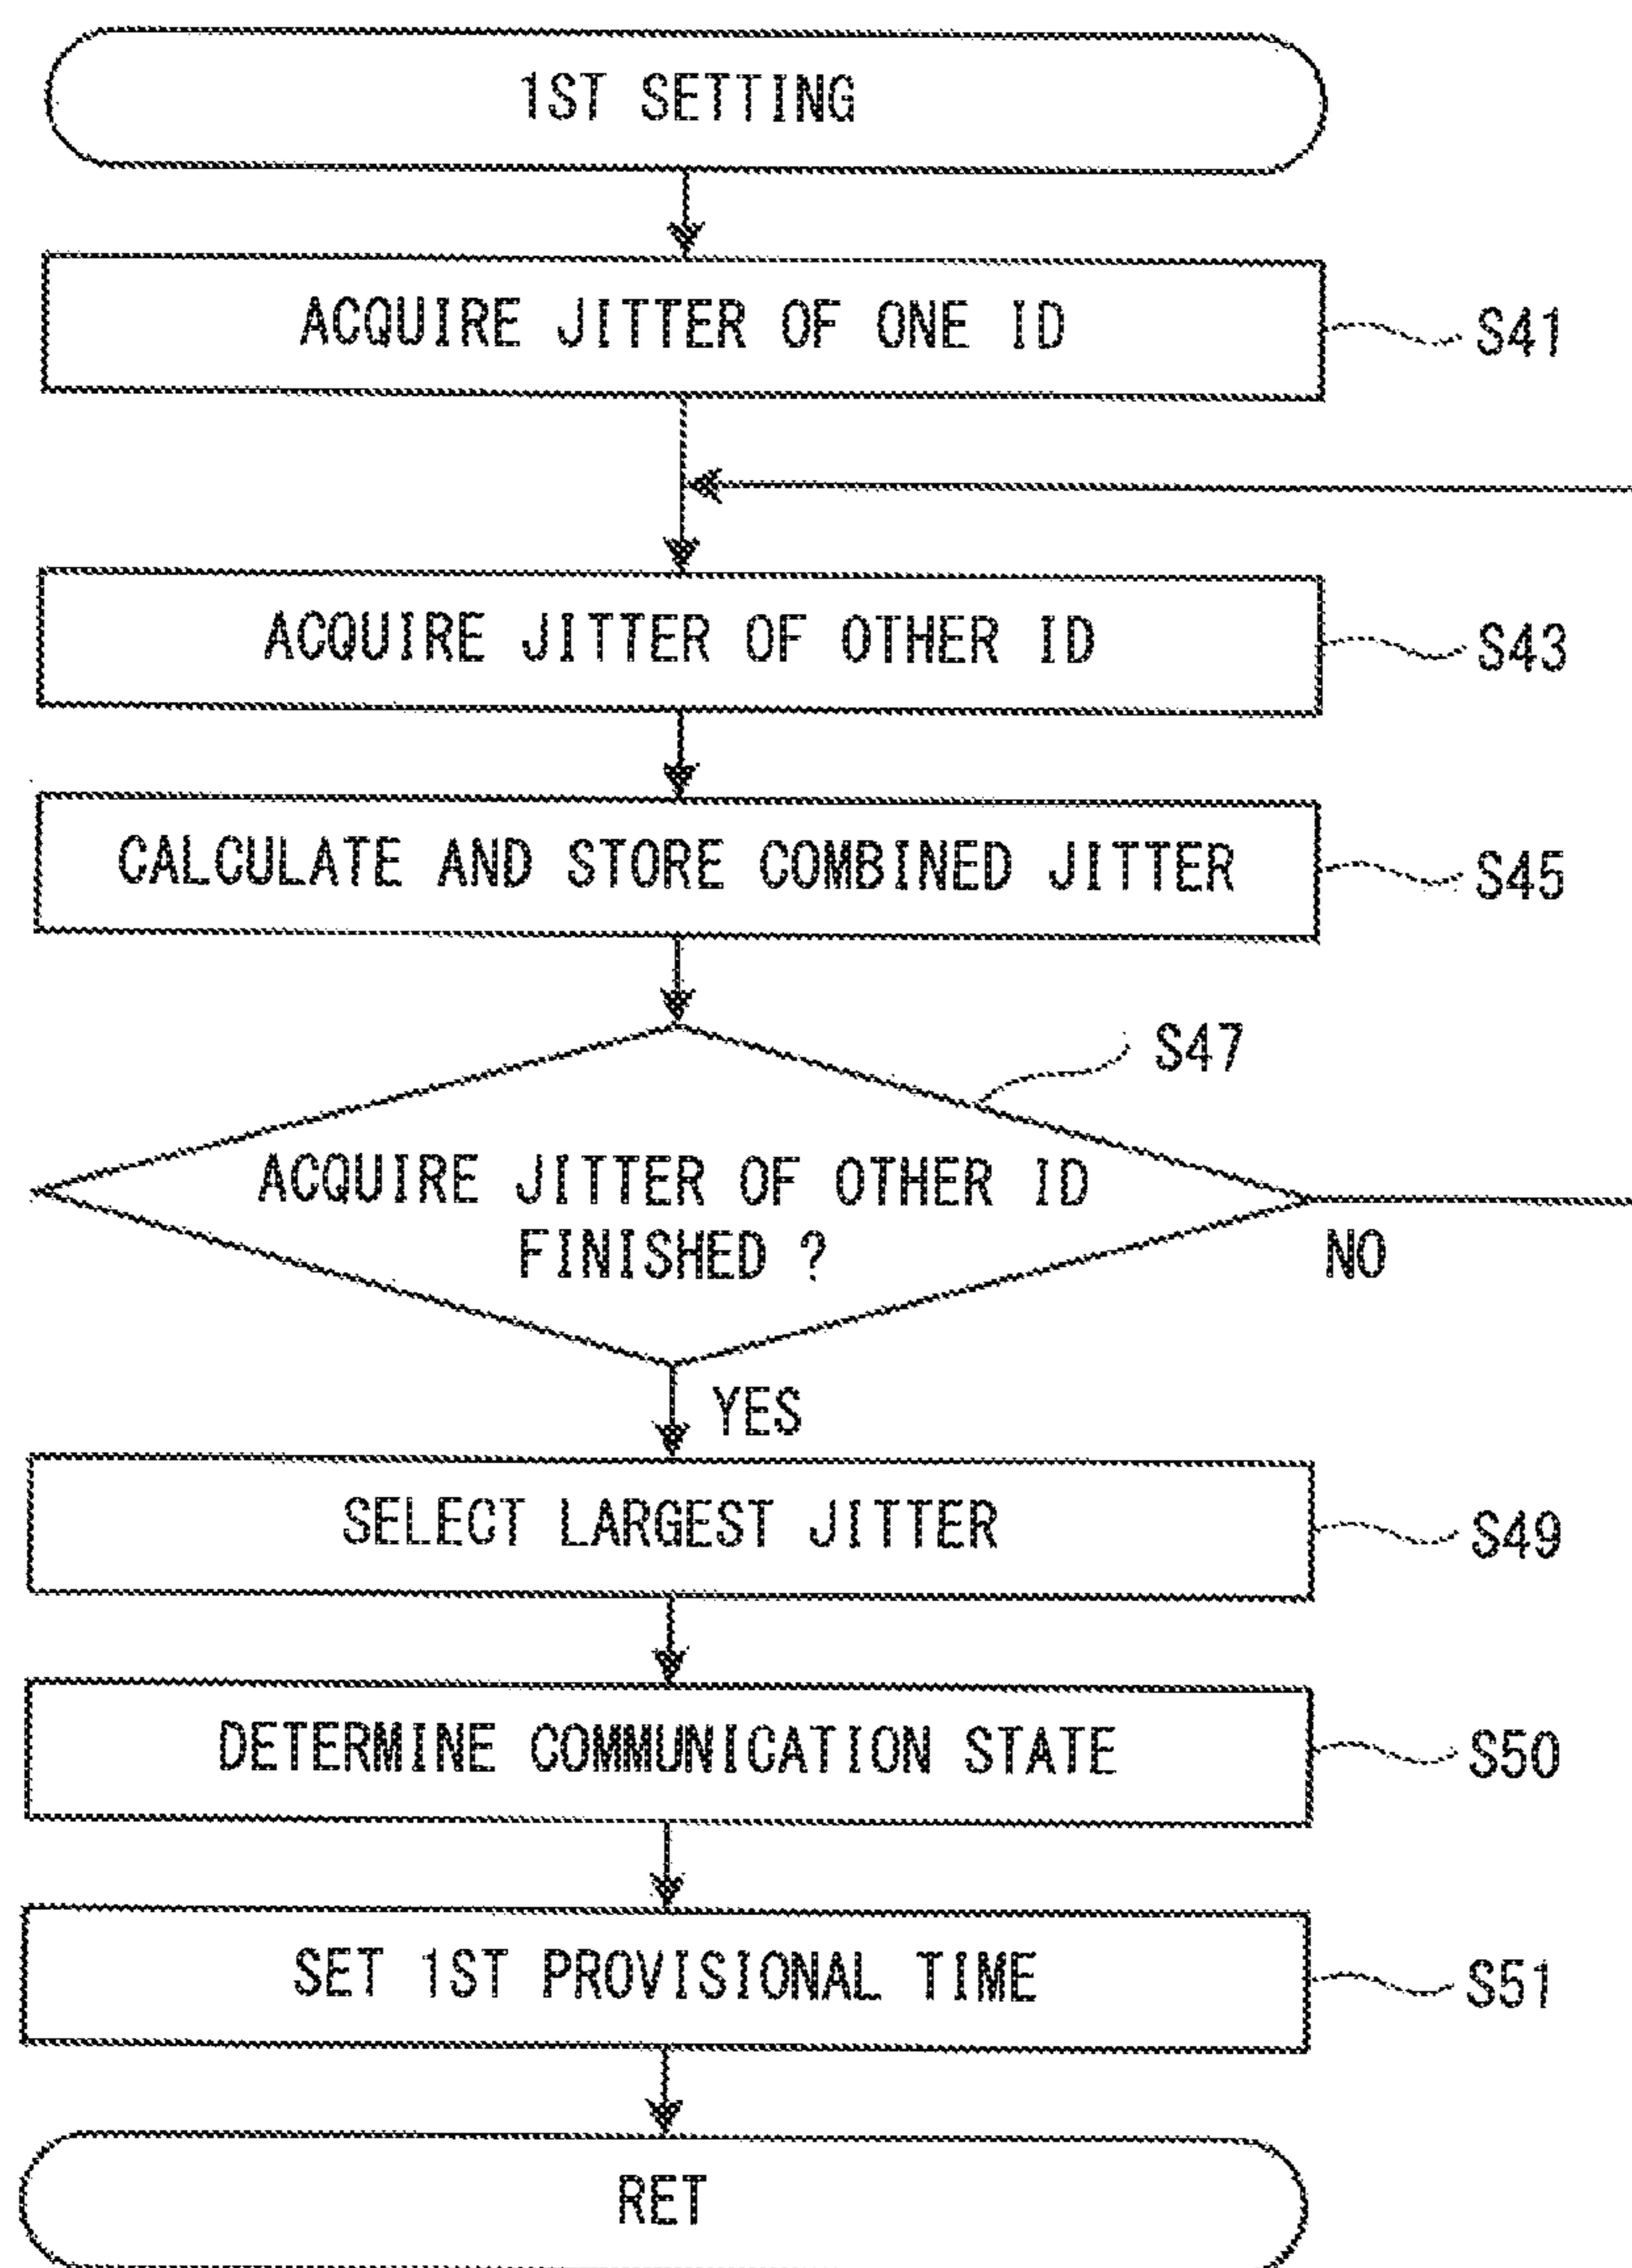 1ST SETTING
ACQUIRE JITTER OF ONE ID
S41
ACQUIRE JITTER OF OTHER ID
S43
CALCULATE AND STORE COMBINED JITTER
S45
S47
ACQUIRE JITTER OF OTHER ID
FINISHED ?
NO
YES
SELECT LARGEST JITTER
S49
DETERMINE COMMUNICATION STATE
S50
SET 1ST PROVISIONAL TIME
S51
RET